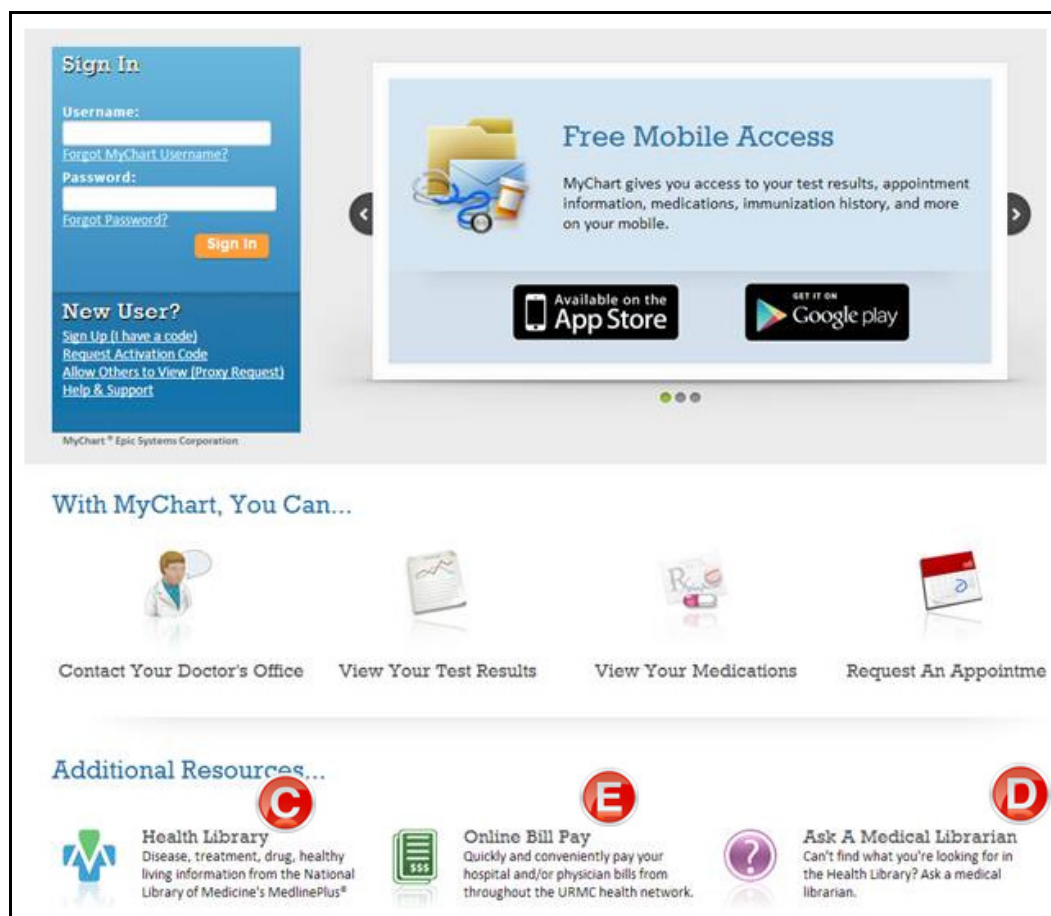 Sign In
Username:
Forgot MyChart Username?
Password:
Forgot Password?
Sign In
New User?
Sign Up (I have a code)
Request Activation Code
Allow Others to View (Proxy Request)
Help & Support
MyChart ® Epic Systems Corporation
Free Mobile Access
MyChart gives you access to your test results, appointment
information, medications, immunization history, and more
on your mobile.
Available on the
App Store
GET IT ON
Google play
With MyChart, You Can...
Contact Your Doctor's Office
View Your Test Results
View Your Medications
Request An Appointme
Additional Resources...
C
Health Library
Disease, treatment, drug, healthy
living information from the National
Library of Medicine's MedlinePlus®
E
$$$
Online Bill Pay
Quickly and conveniently pay your
hospital and/or physician bills from
throughout the URMC health network.
D
?
Ask A Medical Librarian
Can't find what you're looking for in
the Health Library? Ask a medical
librarian.